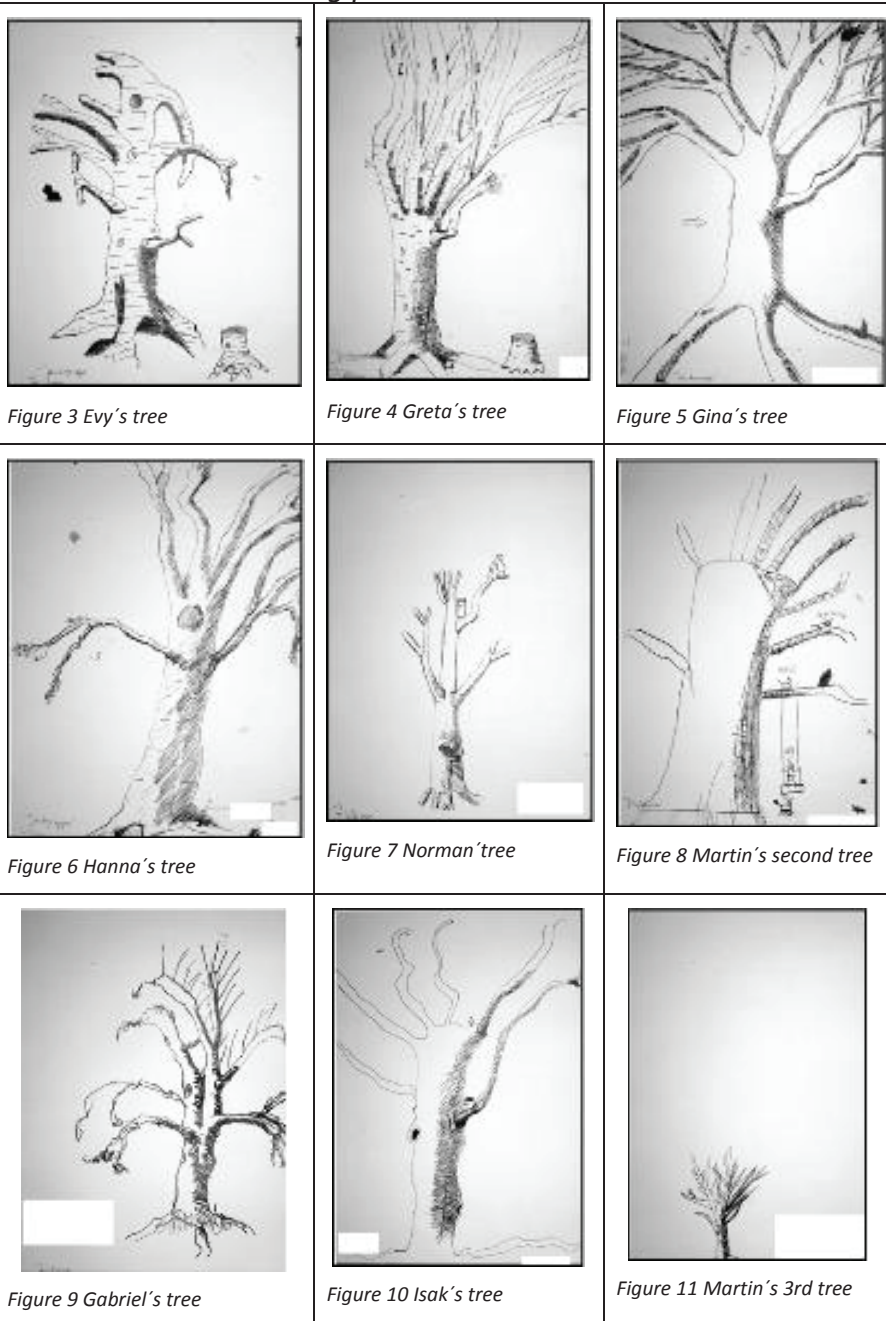 Figure 3 Evy´s tree
Figure 4 Greta´s tree
Figure 5 Gina´s tree
Figure 6 Hanna´s tree
Figure 7 Norman´tree
Figure 8 Martin´s second tree
Figure 9 Gabriel´s tree
Figure 10 Isak´s tree
Figure 11 Martin´s 3rd tree